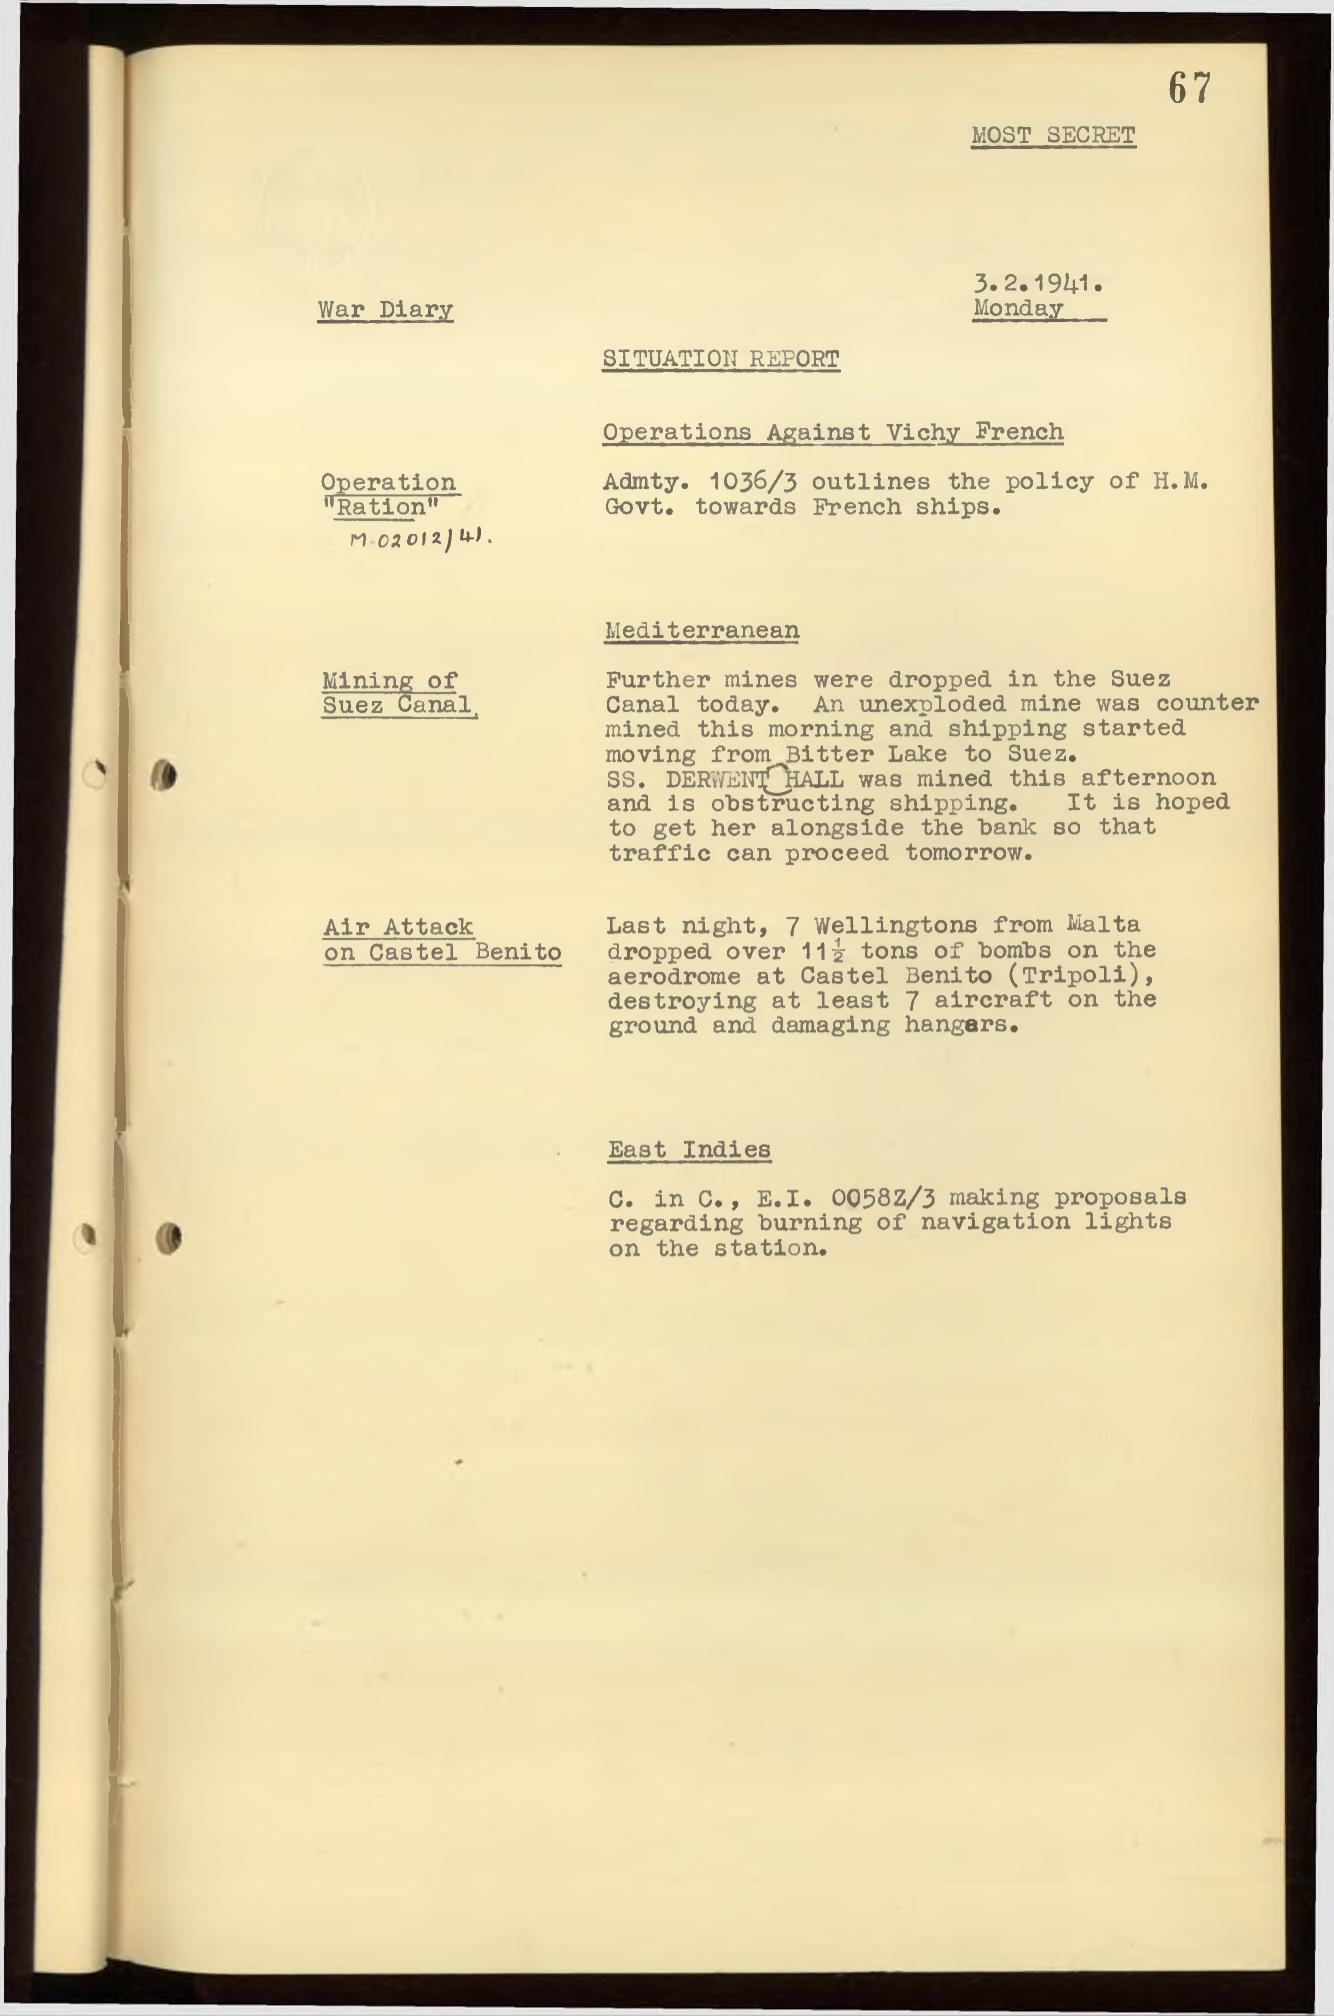 67
MOST SECRET
3.2.1941.
War Diary
Monday
SITUATION REPORT
Operations Against Vichy French
Operation
"Ration"
M-02012/41.
Admty. 1036/3 outlines the policy of H.M.
Govt. towards French ships.
Mediterranean
Mining of
Suez Canal.
Further mines were dropped in the Suez
Canal today. An unexploded mine was counter
mined this morning and shipping started
moving from Bitter Lake to Suez.
SS. DERWENT HALL was mined this afternoon
and is obstructing shipping. It is hoped
to get her alongside the bank so that
traffic can proceed tomorrow.
Air Attack
on Castel Benito
Last night, 7 Wellingtons from Malta
dropped over 11½ tons of bombs on the
aerodrome at Castel Benito (Tripoli),
destroying at least 7 aircraft on the
ground and damaging hangars.
East Indies
C. in C., E.I. 0058Z/3 making proposals
regarding burning of navigation lights
on the station.